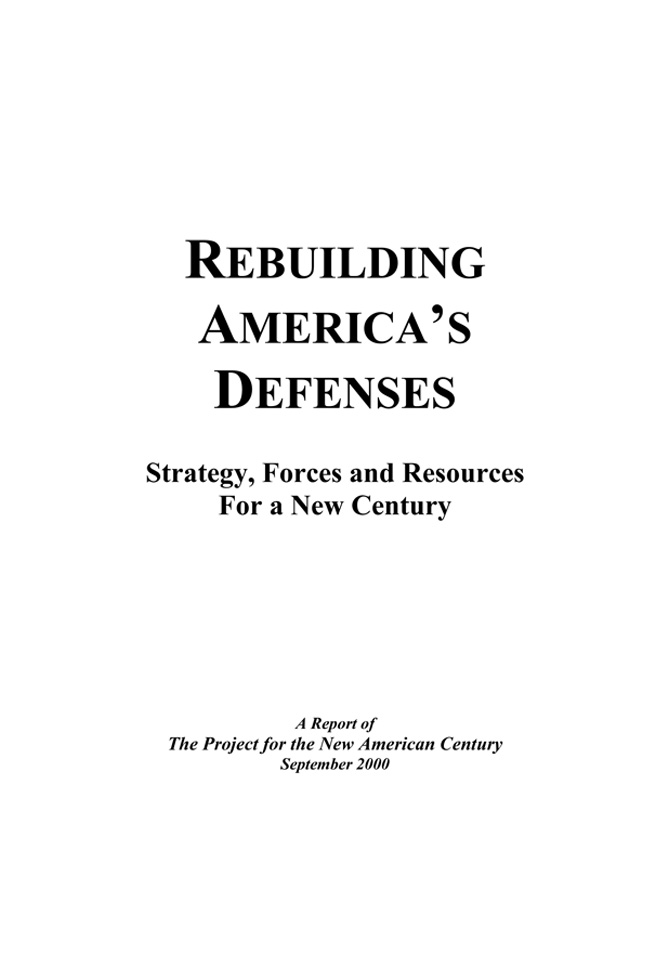 REBUILDING
AMERICA’S
DEFENSES
Strategy, Forces and Resources
For a New Century
A Report of
The Project for the New American Century
September 2000